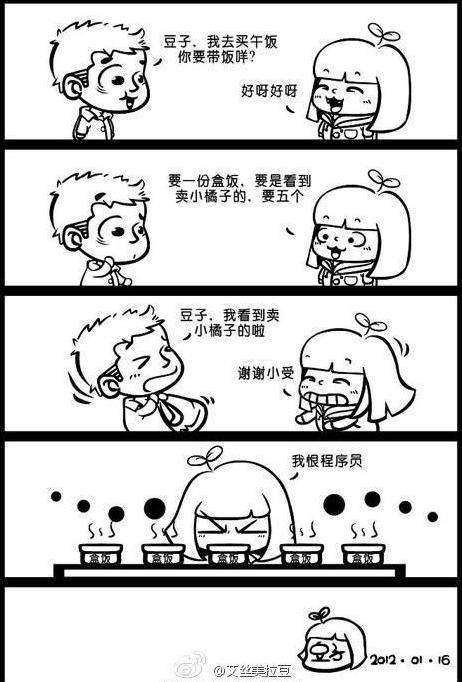 豆子，我去买午饭
你要带饭咩？
好呀好呀
要一份盒饭，要是看到
卖小橘子的，要五个
豆子，我看到卖
小橘子的啦
谢谢小受
我恨程序员
盒饭
盒饭
盒饭
盒饭
盒饭
豆子
2012·01·16
@艾丝美拉豆